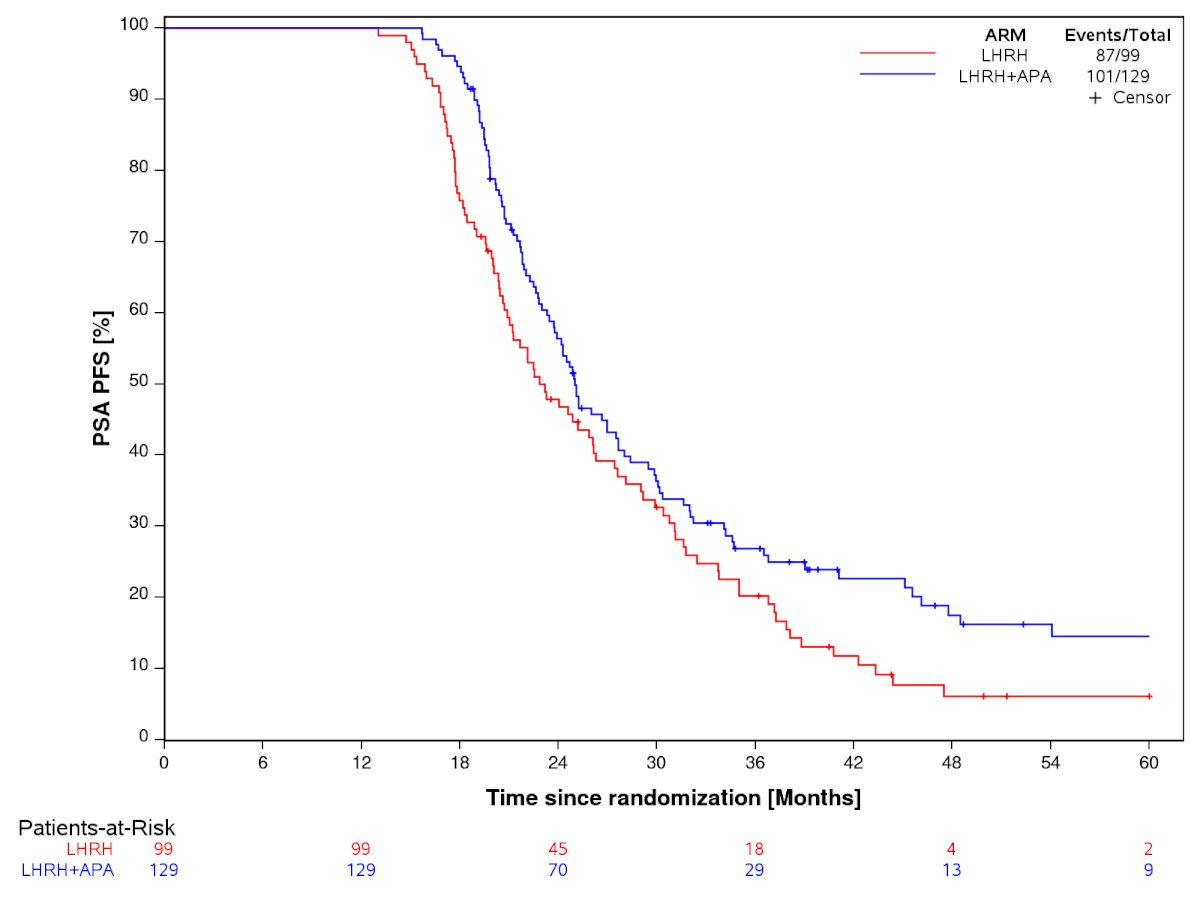 100
90
80
70
60
50
40
30
20
10
0
PSA PFS [%]
ARM Events/Total
LHRH 87/99
LHRH+APA 101/129
+ Censor
0 6 12 18 24 30 36 42 48 54 60
Time since randomization [Months]
Patients-at-Risk
LHRH 99 99 45 18 4 2
LHRH+APA 129 129 70 29 13 9